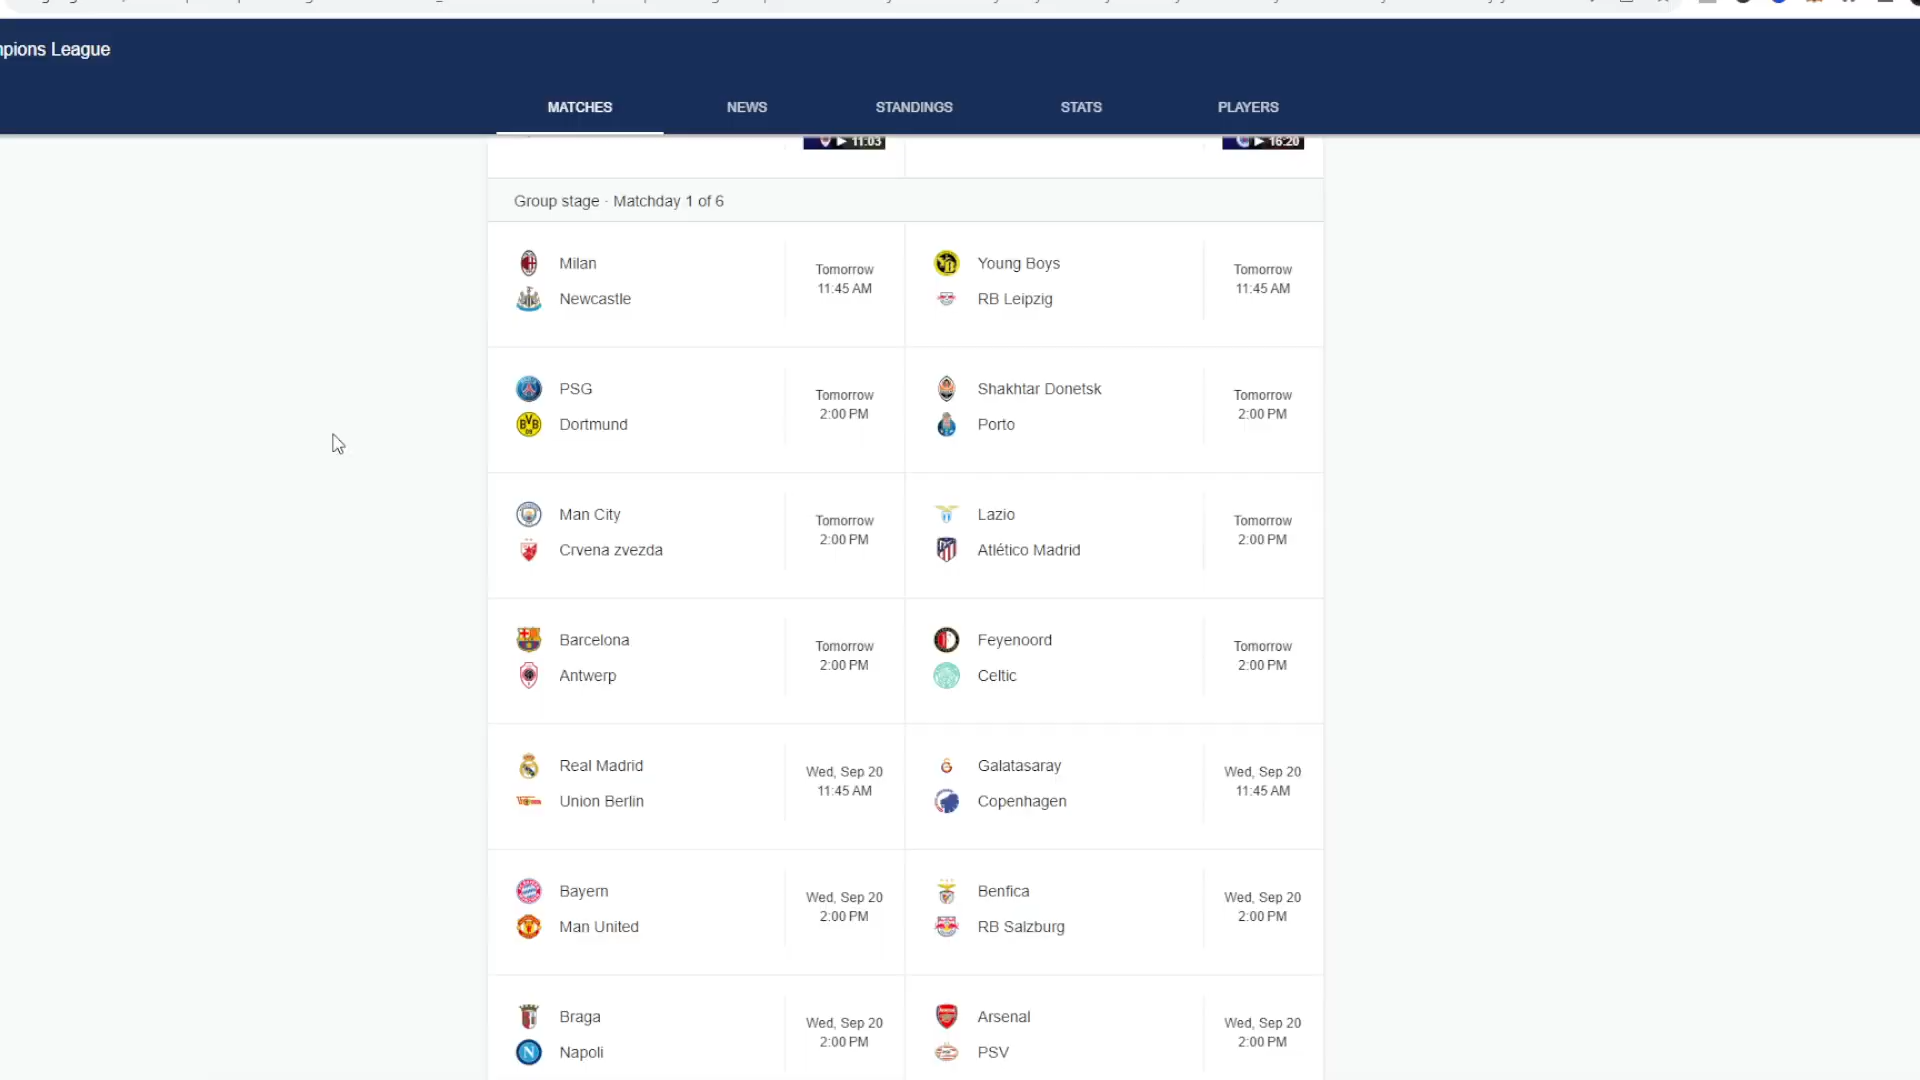 mpions League
MATCHES
NEWS
STANDINGS
STATS
PLAYERS
11:03
16:20
Group stage · Matchday 1 of 6
Milan
Newcastle
Tomorrow
11:45 AM
Young Boys
RB Leipzig
Tomorrow
11:45 AM
PSG
Dortmund
Tomorrow
2:00 PM
Shakhtar Donetsk
Porto
Tomorrow
2:00 PM
Man City
Crvena zvezda
Tomorrow
2:00 PM
Lazio
Atlético Madrid
Tomorrow
2:00 PM
Barcelona
Antwerp
Tomorrow
2:00 PM
Feyenoord
Celtic
Tomorrow
2:00 PM
Real Madrid
Union Berlin
Wed, Sep 20
11:45 AM
Galatasaray
Copenhagen
Wed, Sep 20
11:45 AM
Bayern
Man United
Wed, Sep 20
2:00 PM
Benfica
RB Salzburg
Wed, Sep 20
2:00 PM
Braga
Napoli
Wed, Sep 20
2:00 PM
Arsenal
PSV
Wed, Sep 20
2:00 PM